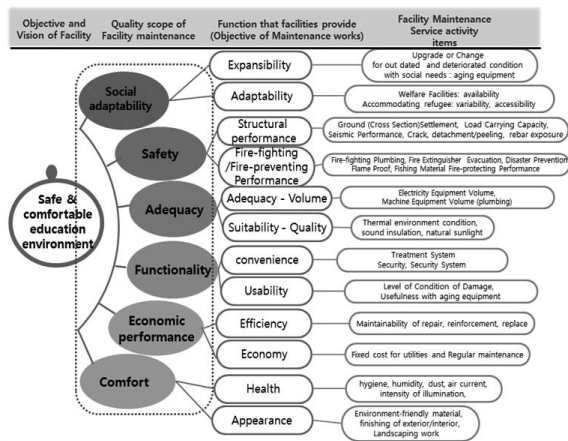 Objective and
Vision of Facility
Quality scope of
Facility maintenance
Function that facilities provide
(Objective of Maintenance works)
Facility Maintenance
Service activity
items
Safe &
comfortable
education
environment
Social
adaptability
Expansibility
Upgrade or Change
for out dated  and deteriorated condition
with social needs : aging equipment
Adaptability
Welfare Facilities: availability
Accommodating refugee: variability, accessibility
Safety
Structural
performance
Ground (Cross Section)Settlement, Load Carrying Capacity,
Seismic Performance, Crack, detachment/peeling, rebar exposure
Fire-fighting
/Fire-preventing
Performance
Fire-fighting Plumbing, Fire Extinguisher  Evacuation, Disaster Prevention
Flame Proof, Fishing Material Fire-protecting Performance
Adequacy
Adequacy - Volume
Electricity Equipment Volume,
Machine Equipment Volume (plumbing)
Suitability - Quality
Thermal environment condition,
sound insulation, natural sunlight
Functionality
convenience
Treatment System
Security, Security System
Usability
Level of Condition of Damage,
Usefulness with aging equipment
Economic
performance
Efficiency
Maintainability of repair, reinforcement, replace
Economy
Fixed cost for utilities and Regular maintenance
Comfort
Health
hygiene, humidity, dust, air current,
intensity of illumination,
Appearance
Environment-friendly material,
finishing of exterior/interior,
Landscaping work